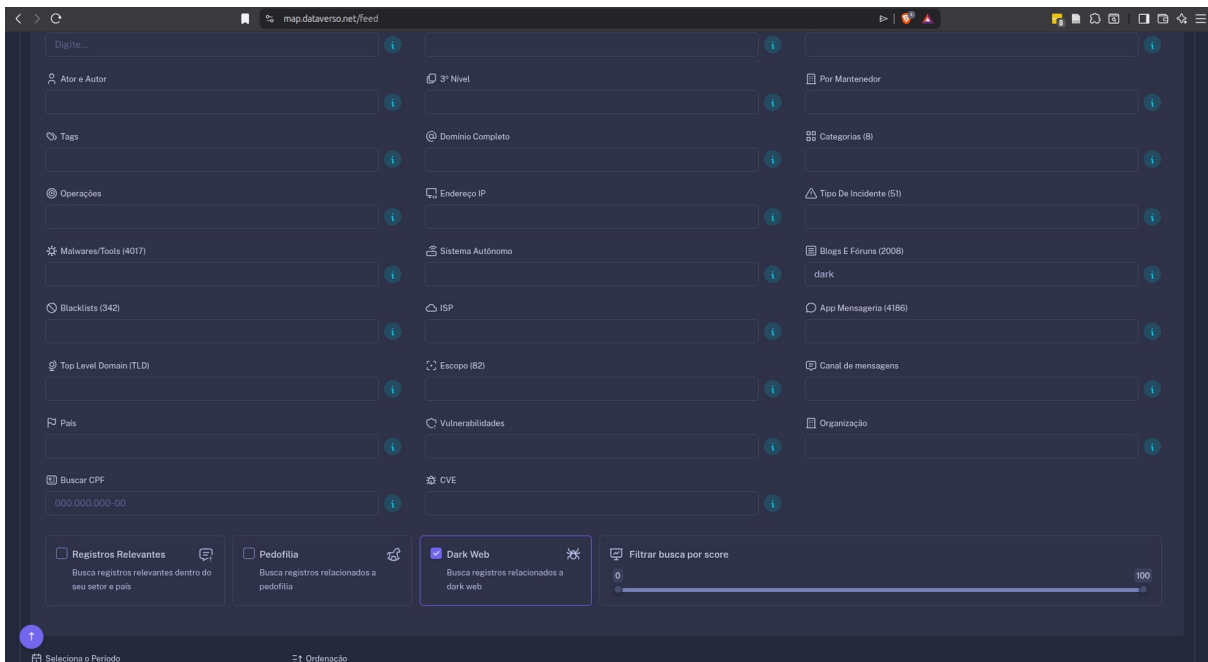 map.dataverso.net/feed
8
Digite...
Ator e Autor
3º Nível
Por Mantenedor
Tags
Domínio Completo
Categorias (8)
Operações
Endereço IP
Tipo De Incidente (51)
Malwares/Tools (4017)
Sistema Autônomo
Blogs E Fóruns (2008)
dark
Blacklists (342)
ISP
App Mensageria (4186)
Top Level Domain (TLD)
Escopo (82)
Canal de mensagens
País
Vulnerabilidades
Organização
Buscar CPF
CVE
000.000.000-00
Registros Relevantes
Busca registros relevantes dentro do
seu setor e país
Pedofilia
Busca registros relacionados a
pedofilia
Dark Web
Busca registros relacionados a
dark web
Filtrar busca por score
0
100
Seleciona o Período
Ordenação